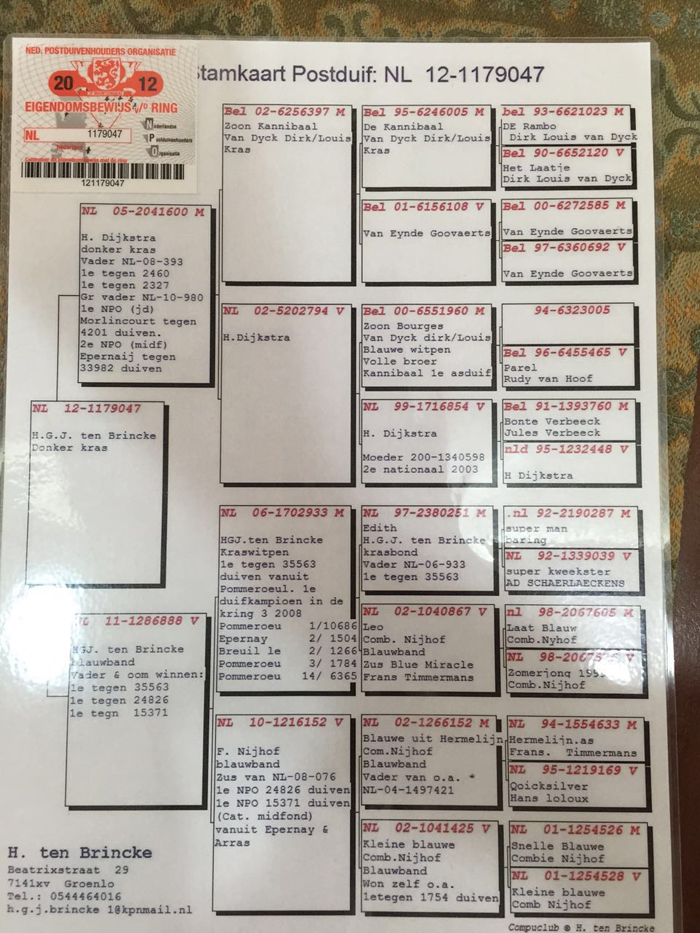 NED. POSTDUIVENHOUDERS ORGANISATIE
20 12
EIGENDOMSBEWIJS v/D RING
NL 1179047
Nederlandse
Postduivenhouders
Organisatie
121179047
Stamkaart Postduif: NL 12-1179047
NL 12-1179047
H.G.J. ten Brincke
Donker kras
NL 05-2041600 M
H. Dijkstra
donker kras
Vader NL-08-393
1e tegen 2460
1e tegen 2327
Gr vader NL-10-980
1e NPO (jd)
Morlincourt tegen
4201 duiven.
2e NPO (midf)
Epernaij tegen
33982 duiven
NL 11-1286888 V
HGJ. ten Brincke
blauwband
Vader & oom winnen:
1e tegen 35563
1e tegen 24826
1e tegn 15371
Bel 02-6256397 M
Zoon Kannibaal
Van Dyck Dirk/Louis
Kras
NL 02-5202794 V
H.Dijkstra
NL 06-1702933 M
HGJ.ten Brincke
Kraswitpen
1e tegen 35563
duiven vanuit
Pommeroeul. 1e
duifkampioen in de
kring 3 2008
Pommeroeu 1/10686
Epernay 2/ 1504
Breuil le 2/ 1266
Pommeroeu 3/ 1784
Pommeroeu 14/ 6365
NL 10-1216152 V
F. Nijhof
blauwband
Zus van NL-08-076
1e NPO 24826 duiven
1e NPO 15371 duiven
(Cat. midfond)
vanuit Epernay &
Arras
Bel 95-6246005 M
De Kannibaal
Van Dyck Dirk/Louis
Kras
Bel 01-6156108 V
Van Eynde Goovaerts
Bel 00-6551960 M
Zoon Bourges
Van Dyck dirk/Louis
Blauwe witpen
Volle broer
Kannibaal 1e asduif
NL 99-1716854 V
H. Dijkstra
Moeder 200-1340598
2e nationaal 2003
NL 97-2380251 M
Edith
H.G.J. ten Brincke
krasbond
Vader NL-06-933
1e tegen 35563
NL 02-1040867 V
Leo
Comb. Nijhof
Blauwband
Zus Blue Miracle
Frans Timmermans
NL 02-1266152 M
Blauwe uit Hermelijn
Com.Nijhof
Blauwband
Vader van o.a. *
NL-04-1497421
NL 02-1041425 V
Kleine blauwe
Comb.Nijhof
Blauwband
Won zelf o.a.
1etegen 1754 duiven
bel 93-6621023 M
DE Rambo
Dirk Louis van Dyck
Bel 90-6652120 V
Het Laatje
Dirk Louis van Dyck
Bel 00-6272585 M
Van Eynde Goovaerts
Bel 97-6360692 V
Van Eynde Goovaerts
94-6323005
Bel 96-6455465 V
Parel
Rudy van Hoof
Bel 91-1393760 M
Bonte Verbeeck
Jules Verbeeck
nld 95-1232448 V
H Dijkstra
.nl 92-2190287 M
super man
baring
NL 92-1339039 V
super kweekster
AD SCHAERLAECKENS
nl 98-2067605 M
Laat Blauw
Comb.Nyhof
NL V
Zomerjong
Comb.Nijhof
NL 94-1554633 M
Hermelijn.as
Frans. Timmermans
NL 95-1219169 V
Qoicksilver
Hans loloux
NL 01-1254526 M
Snelle Blauwe
Combie Nijhof
NL 01-1254528 V
Kleine blauwe
Comb Nijhof
H. ten Brincke
Beatrixstraat 29
7141xv Groenlo
Tel.: 0544464016
h.g.j.brincke 1@kpnmail.nl
Compuclub © H. ten Brincke